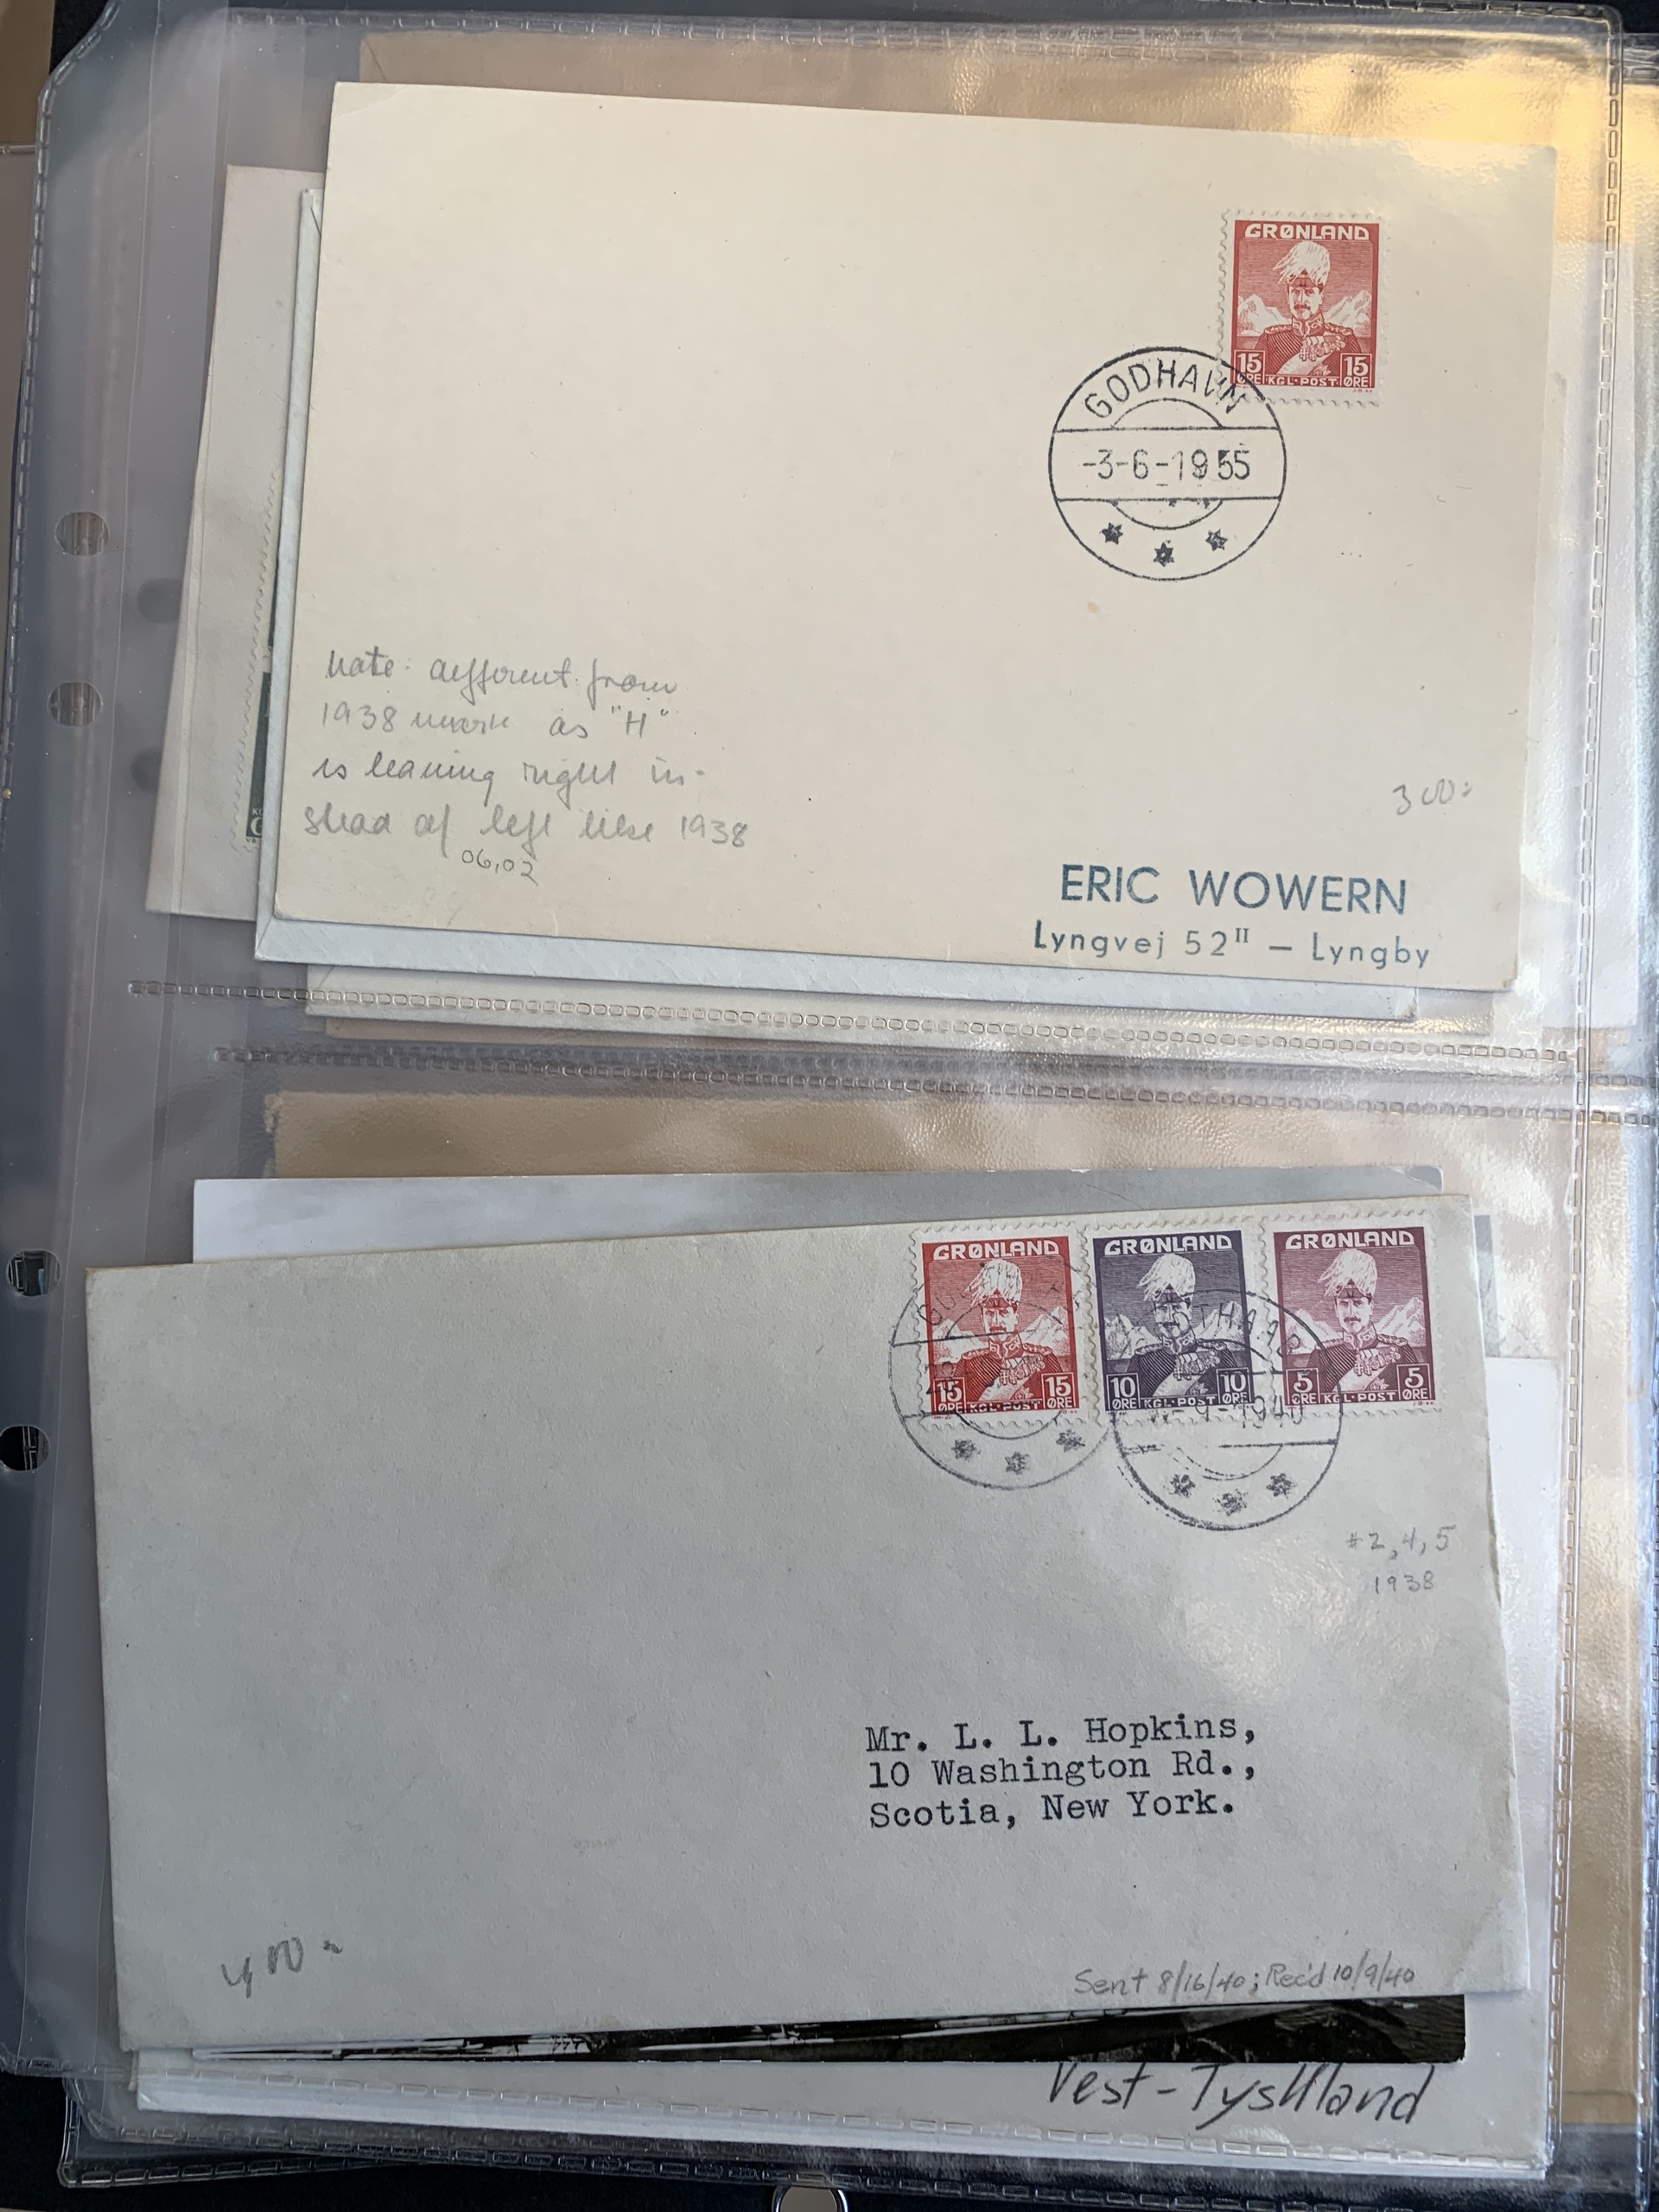 GRØNLAND
15 15
ØRE KGL·POST ØRE
GODHAVN
-3-6-1955
Note: different from
1938 mark as "H"
is leaning right in-
stead of left like 1938
06,02
300:
ERIC WOWERN
Lyngvej 52II — Lyngby
GRØNLAND GRØNLAND GRØNLAND
15 15 10 10 5 5
ØRE KGL·POST ØRE ØRE KGL·POST ØRE ØRE KGL·POST ØRE
THAAB
-9-1940
#2,4,5
1938
Mr. L. L. Hopkins,
10 Washington Rd.,
Scotia, New York.
400
Sent 8/16/40; Rec'd 10/9/40
Vest-Tyskland